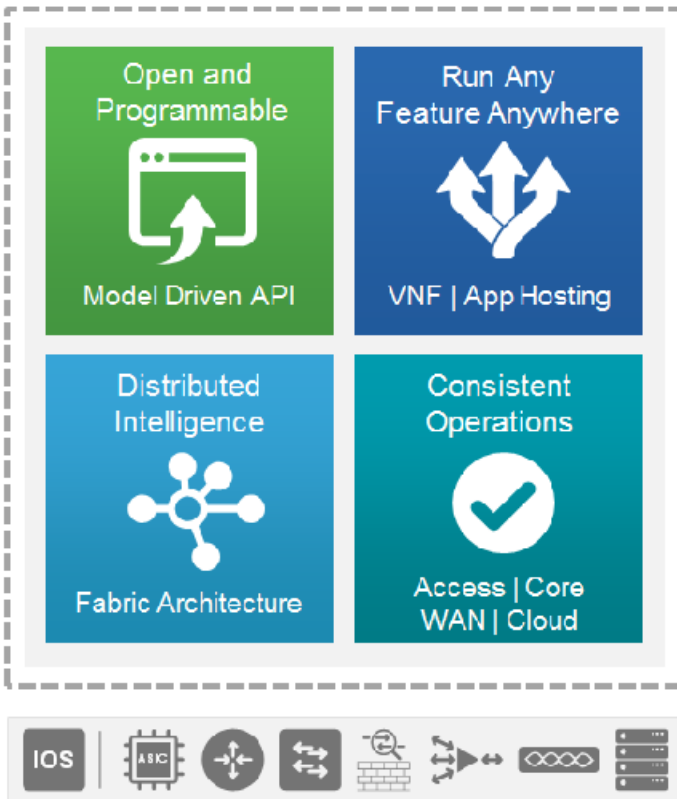 Open and
Programmable
Model Driven API
Run Any
Feature Anywhere
VNF | App Hosting
Distributed
Intelligence
Fabric Architecture
Consistent
Operations
Access | Core
WAN | Cloud
IOS
ASIC